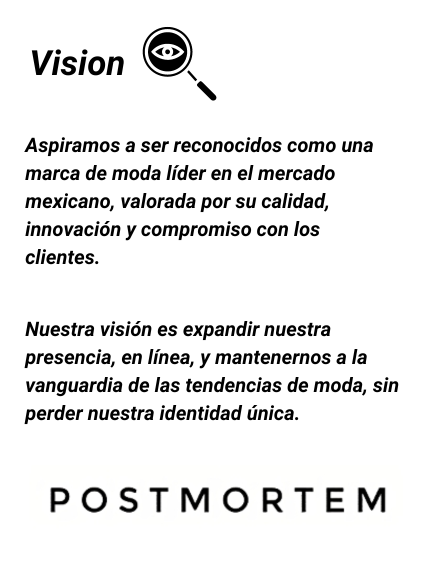 Vision
Aspiramos a ser reconocidos como una
marca de moda líder en el mercado
mexicano, valorada por su calidad,
innovación y compromiso con los
clientes.
Nuestra visión es expandir nuestra
presencia, en línea, y mantenernos a la
vanguardia de las tendencias de moda, sin
perder nuestra identidad única.
POSTMORTEM